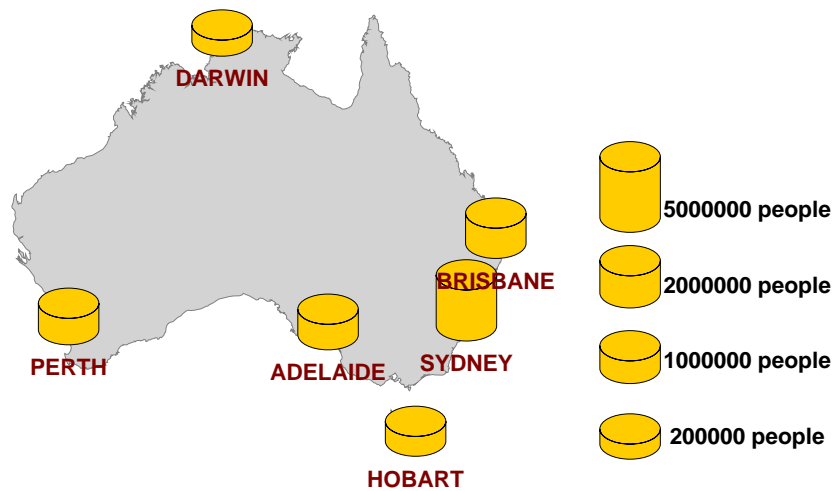 DARWIN
5000000 people
BRISBANE
2000000 people
PERTH
ADELAIDE
SYDNEY
1000000 people
200000 people
HOBART